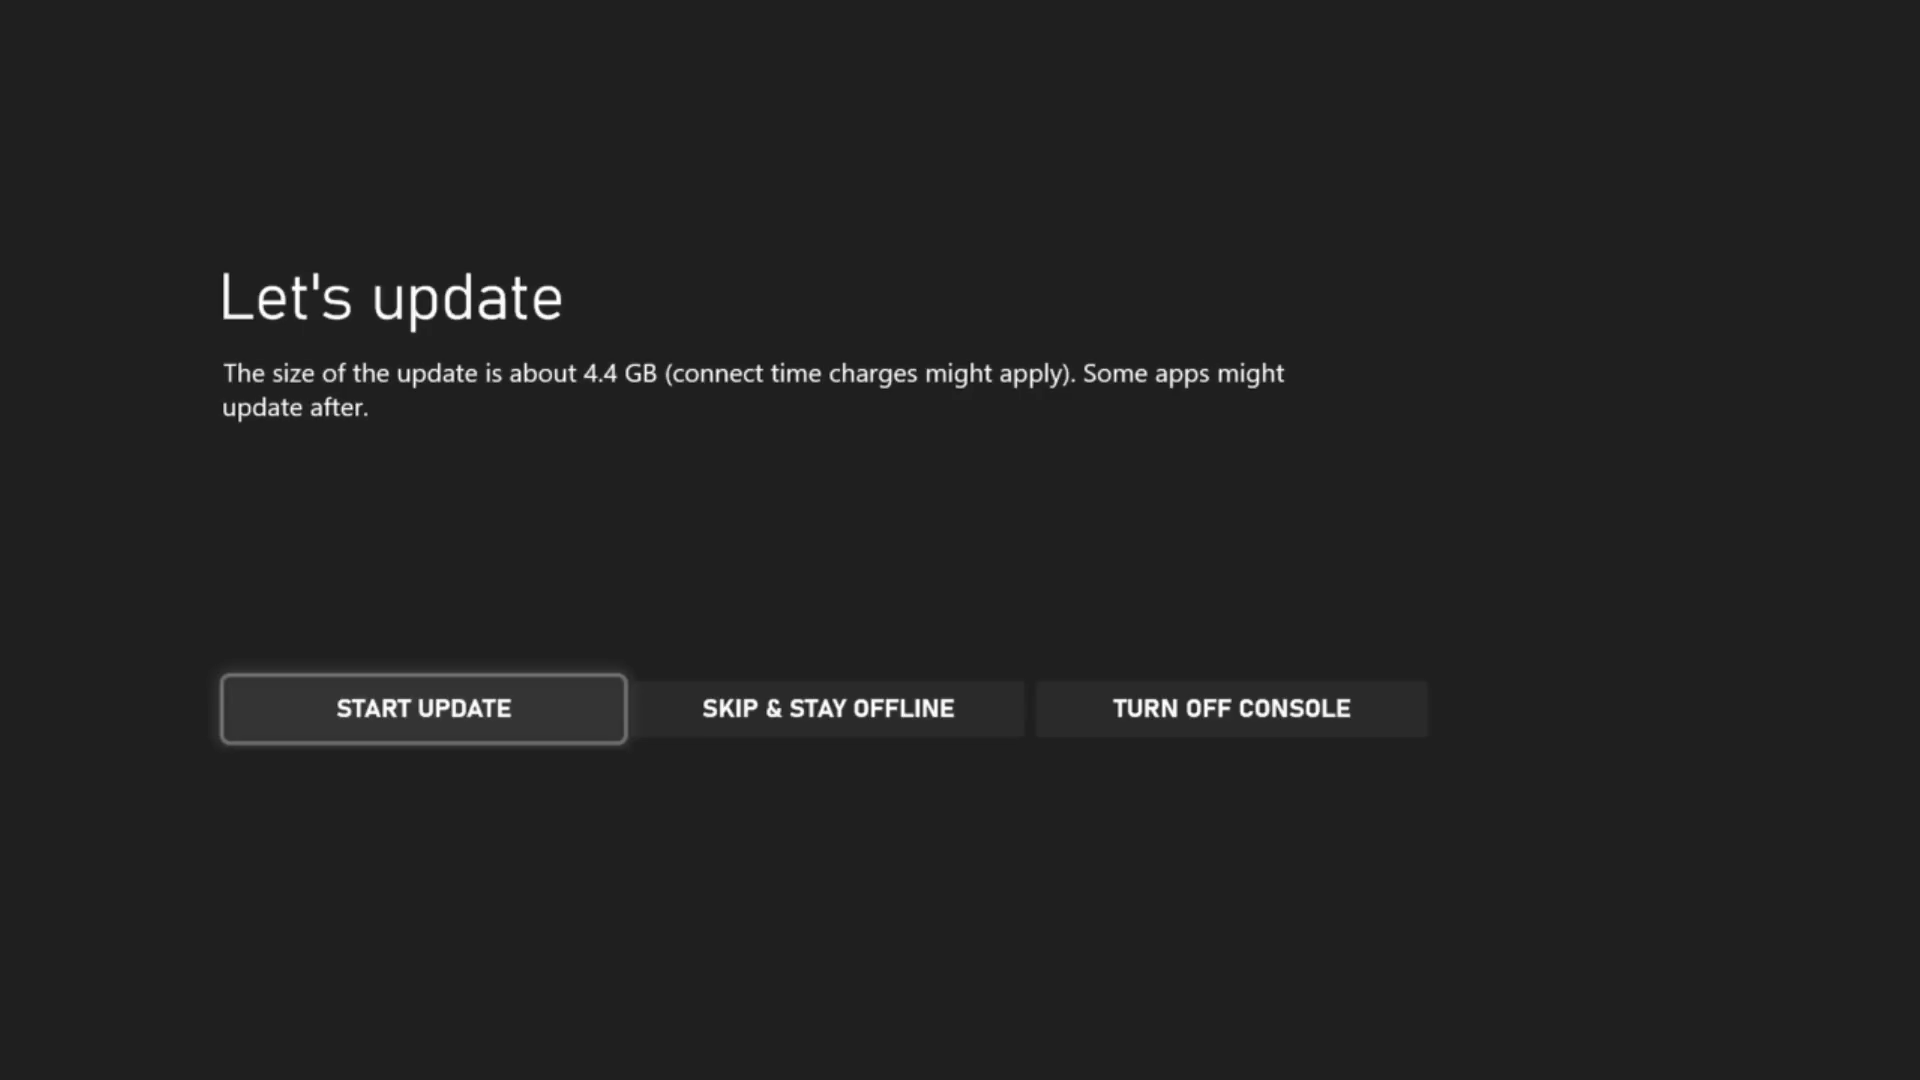 Let's update
The size of the update is about 4.4 GB (connect time charges might apply). Some apps might
update after.
START UPDATE
SKIP & STAY OFFLINE
TURN OFF CONSOLE